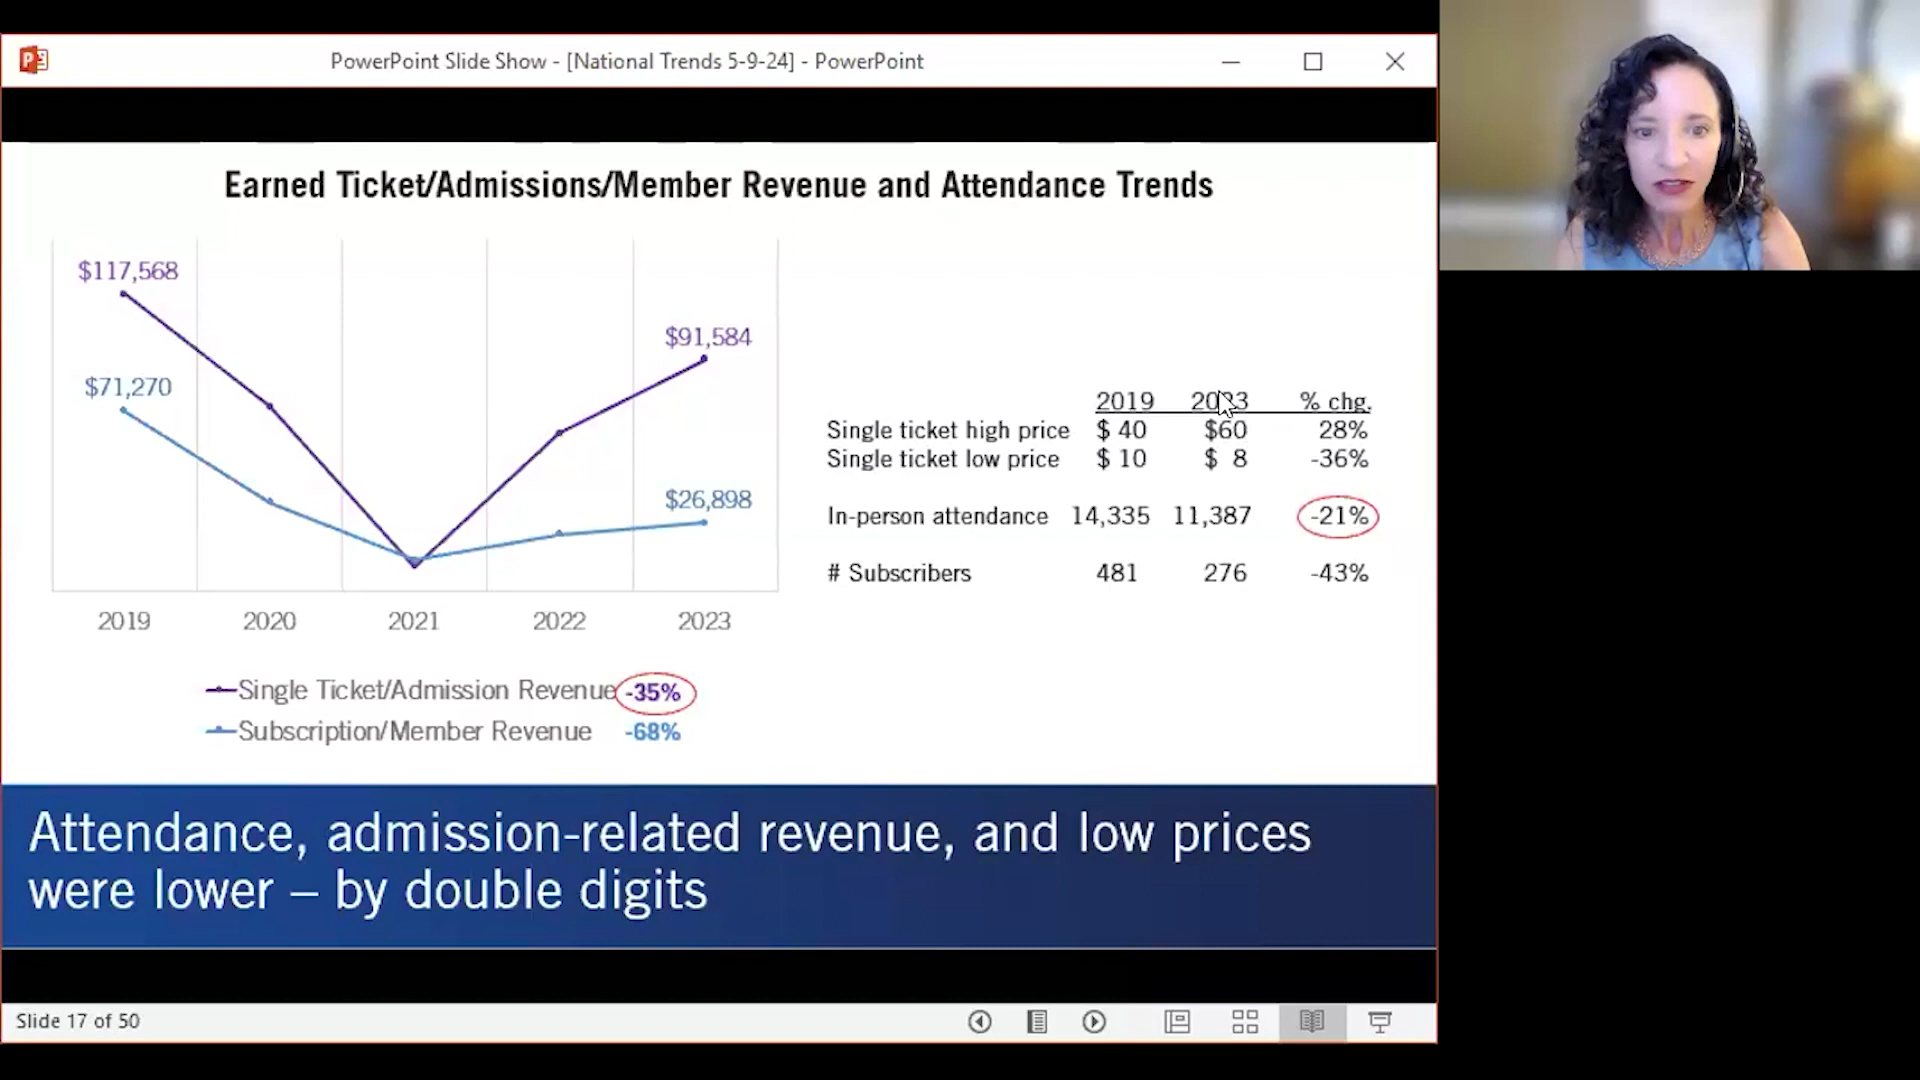 PowerPoint Slide Show - [National Trends 5-9-24] - PowerPoint
Earned Ticket/Admissions/Member Revenue and Attendance Trends
$117,568
$91,584
$71,270
$26,898
2019 2020 2021 2022 2023
Single Ticket/Admission Revenue -35%
Subscription/Member Revenue -68%
2019 2023 % chg.
Single ticket high price $ 40 $60 28%
Single ticket low price $ 10 $ 8 -36%
In-person attendance 14,335 11,387 -21%
# Subscribers 481 276 -43%
Attendance, admission-related revenue, and low prices
were lower – by double digits
Slide 17 of 50